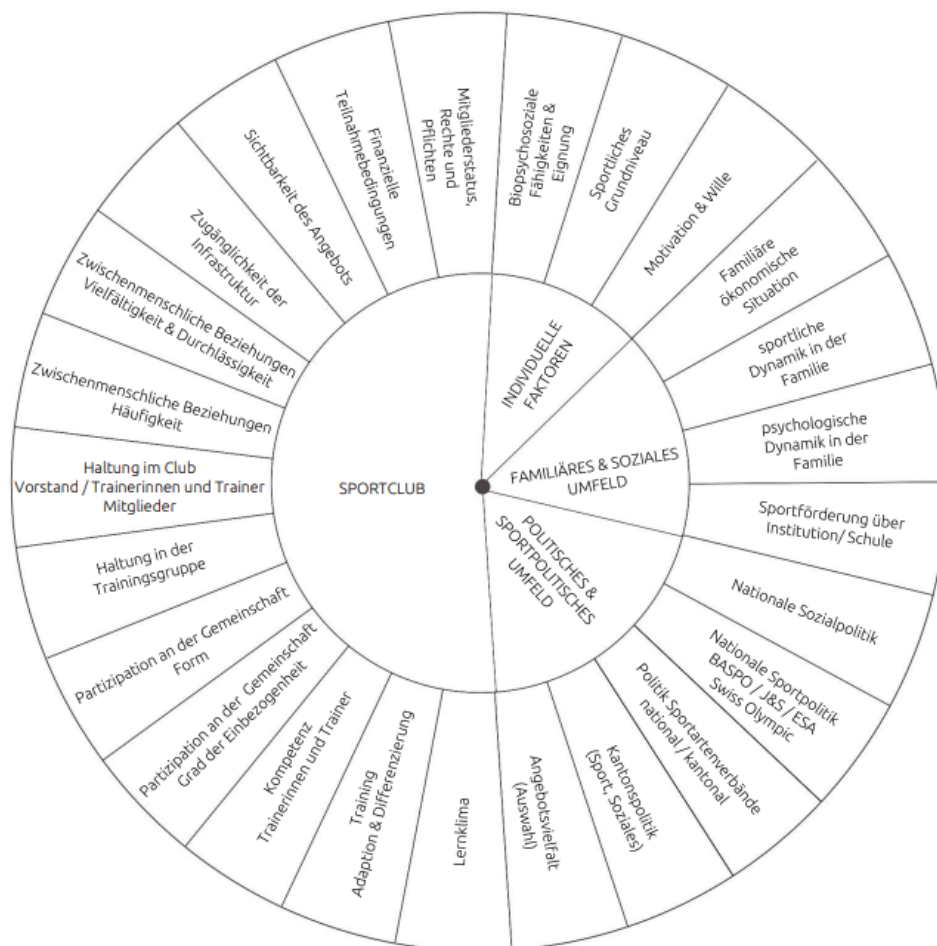 Biopsychosoziale
Fähigkeiten &
Eignung
Sportliches
Grundniveau
Motivation & Wille
Familiäre
ökonomische
Situation
sportliche
Dynamik in der
Familie
psychologische
Dynamik in der
Familie
Sportförderung über
Institution/ Schule
Nationale Sozialpolitik
Nationale Sportpolitik
BASPO / J&S / ESA
Swiss Olympic
Politik Sportartenverbände
national / kantonal
Kantonspolitik
(Sport, Soziales)
Angebotsvielfalt
(Auswahl)
Lernklima
Training
Adaption & Differenzierung
Kompetenz
Trainerinnen und Trainer
Partizipation an der Gemeinschaft
Grad der Einbezogenheit
Partizipation an der Gemeinschaft
Form
Haltung in der
Trainingsgruppe
Haltung im Club
Vorstand / Trainerinnen und Trainer
Mitglieder
Zwischenmenschliche Beziehungen
Häufigkeit
Zwischenmenschliche Beziehungen
Vielfältigkeit & Durchlässigkeit
Zugänglichkeit der
Infrastruktur
Sichtbarkeit des Angebots
Finanzielle
Teilnahmebedingungen
Mitgliederstatus,
Rechte und
Pflichten
INDIVIDUELLE
FAKTOREN
FAMILIÄRES & SOZIALES
UMFELD
POLITISCHES &
SPORTPOLITISCHES
UMFELD
SPORTCLUB